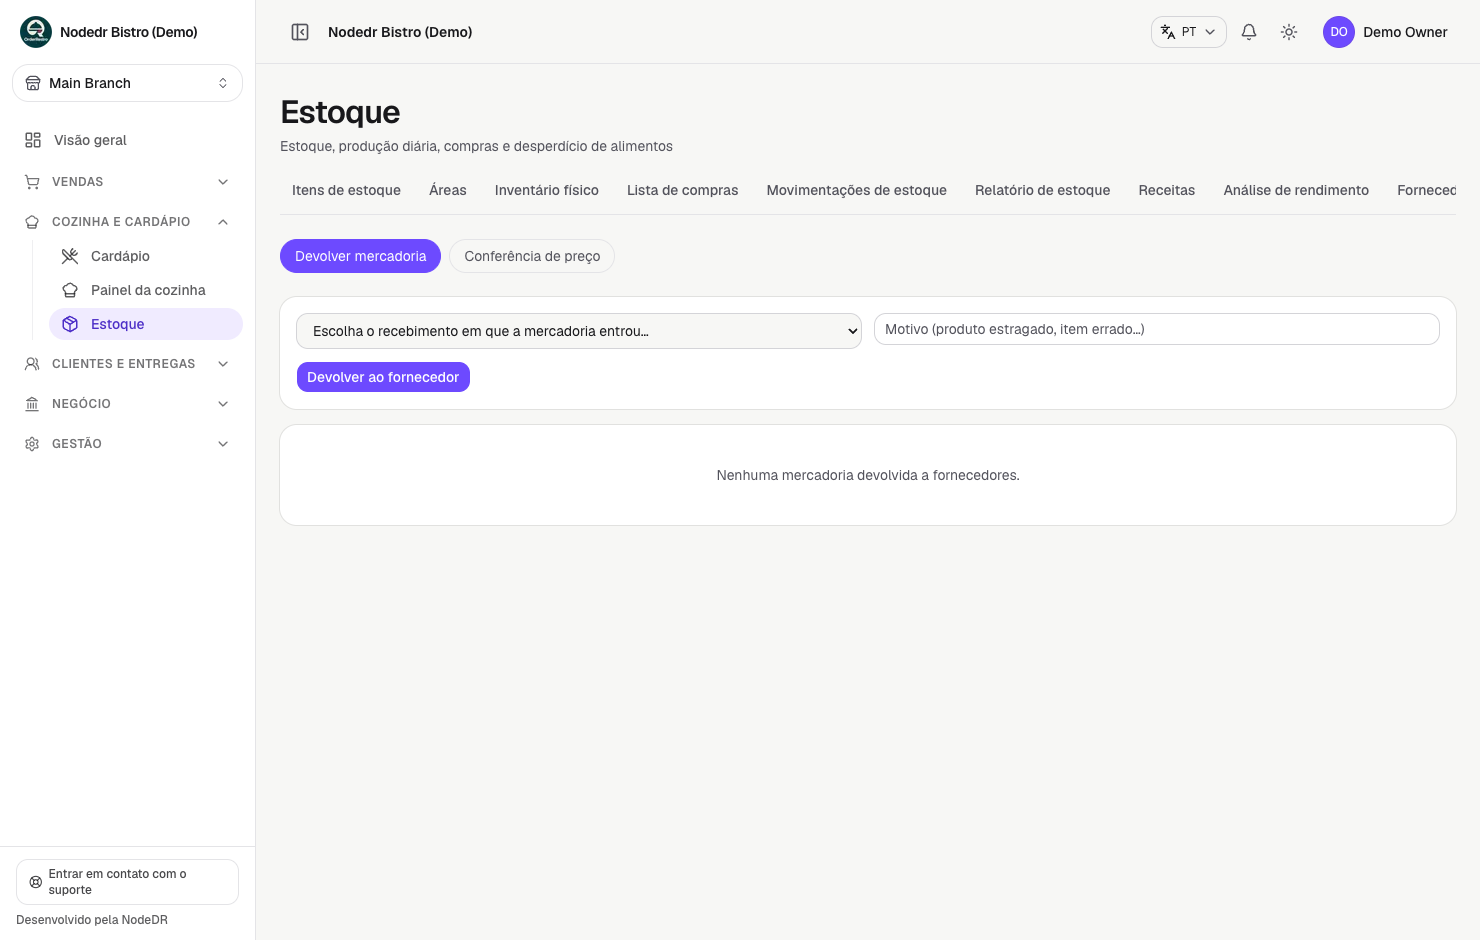 Nodedr Bistro (Demo)
Main Branch
Visão geral
VENDAS
COZINHA E CARDÁPIO
Cardápio
Painel da cozinha
Estoque
CLIENTES E ENTREGAS
NEGÓCIO
GESTÃO
Entrar em contato com o
suporte
Desenvolvido pela NodeDR
Nodedr Bistro (Demo)
PT
DO
Demo Owner
Estoque
Estoque, produção diária, compras e desperdício de alimentos
Itens de estoque Áreas Inventário físico Lista de compras Movimentações de estoque Relatório de estoque Receitas Análise de rendimento Forneced
Devolver mercadoria Conferência de preço
Escolha o recebimento em que a mercadoria entrou... Motivo (produto estragado, item errado...)
Devolver ao fornecedor
Nenhuma mercadoria devolvida a fornecedores.